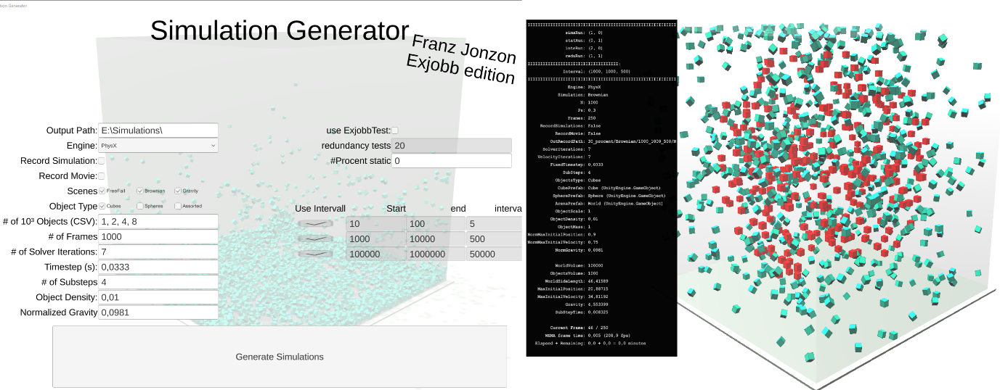 tion Generator
Simulation Generator
Franz Jonzon
Exjobb edition
Output Path: E:\Simulations\
Engine: PhysX
Record Simulation:
Record Movie:
Scenes FreeFall Brownian Gravity
Object Type Cubes Spheres Assorted
# of 10³ Objects (CSV): 1, 2, 4, 8
# of Frames 1000
# of Solver Iterations: 7
Timestep (s): 0,0333
# of Substeps 4
Object Density: 0,01
Normalized Gravity 0,0981
use ExjobbTest:
redundancy tests 20
#Procent static 0
Use Intervall Start end interva
10 100 5
1000 10000 500
100000 1000000 50000
Generate Simulations
simsRun: (1, 0)
statRun: (0, 1)
inteRun: (2, 0)
reduRun: (1, 1)
Interval: (1000, 1000, 500)
Engine: PhysX
Simulation: Brownian
N: 1000
Ps: 0,3
Frames: 250
RecordSimulations: False
RecordMovie: False
OutRecordPath: 30_procent/Brownian/1000_1000_500/N
SolverIterations: 7
VelocityIterations: 7
FixedTimestep: 0,0333
SubSteps: 4
ObjectsType: Cubes
CubePrefab: Cube (UnityEngine.GameObject)
SpherePrefab: Sphere (UnityEngine.GameObject)
ArenaPrefab: World (UnityEngine.GameObject)
ObjectScale: 1
ObjectDensity: 0,01
ObjectMass: 1
NormMaxInitialPosition: 0,9
NormMaxInitialVelocity: 0,75
NormGravity: 0,0981
WorldVolume: 100000
ObjectsVolume: 1000
WorldSideLength: 46,41589
MaxInitialPosition: 20,88715
MaxInitialVelocity: 34,81192
Gravity: 4,553399
SubStepTime: 0,008325
Current Frame: 46 / 250
WEMA frame time: 0,005 (208,9 fps)
Elapsed + Remaining: 0,0 + 0,0 = 0,0 minutes